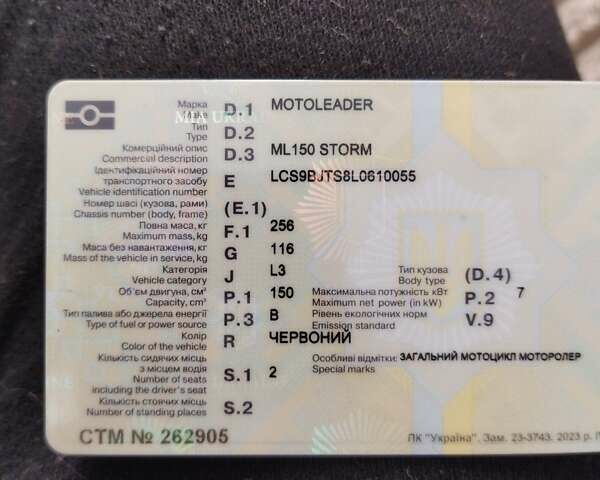 Марка D.1 MOTOLEADER
Make
Тип D.2
Type
Комерційний опис D.3 ML150 STORM
Commercial description
Ідентифікаційний номер
транспортного засобу E LCS9BJTS8L0610055
Vehicle identification number
Номер шасі (кузова, рами) (E.1)
Chassis number (body, frame)
Повна маса, кг F.1 256
Maximum mass, kg
Маса без навантаження, кг G 116
Mass of the vehicle in service, kg
Категорія J L3 Тип кузова (D.4)
Vehicle category Body type
Об'єм двигуна, см³ P.1 150 Максимальна потужність кВт P.2 7
Capacity, cm³ Maximum net power (in kW)
Тип палива або джерела енергії P.3 B Рівень екологічних норм V.9
Type of fuel or power source Emission standard
Колір R ЧЕРВОНИЙ
Color of the vehicle
Кількість сидячих місць Особливі відмітки: ЗАГАЛЬНИЙ МОТОЦИКЛ МОТОРОЛЕР
з місцем водія S.1 2 Special marks
Number of seats
including the driver's seat
Кількість стоячих місць S.2
Number of standing places
СТМ № 262905 ПК "Україна". Зам. 23-3743. 2023 р.